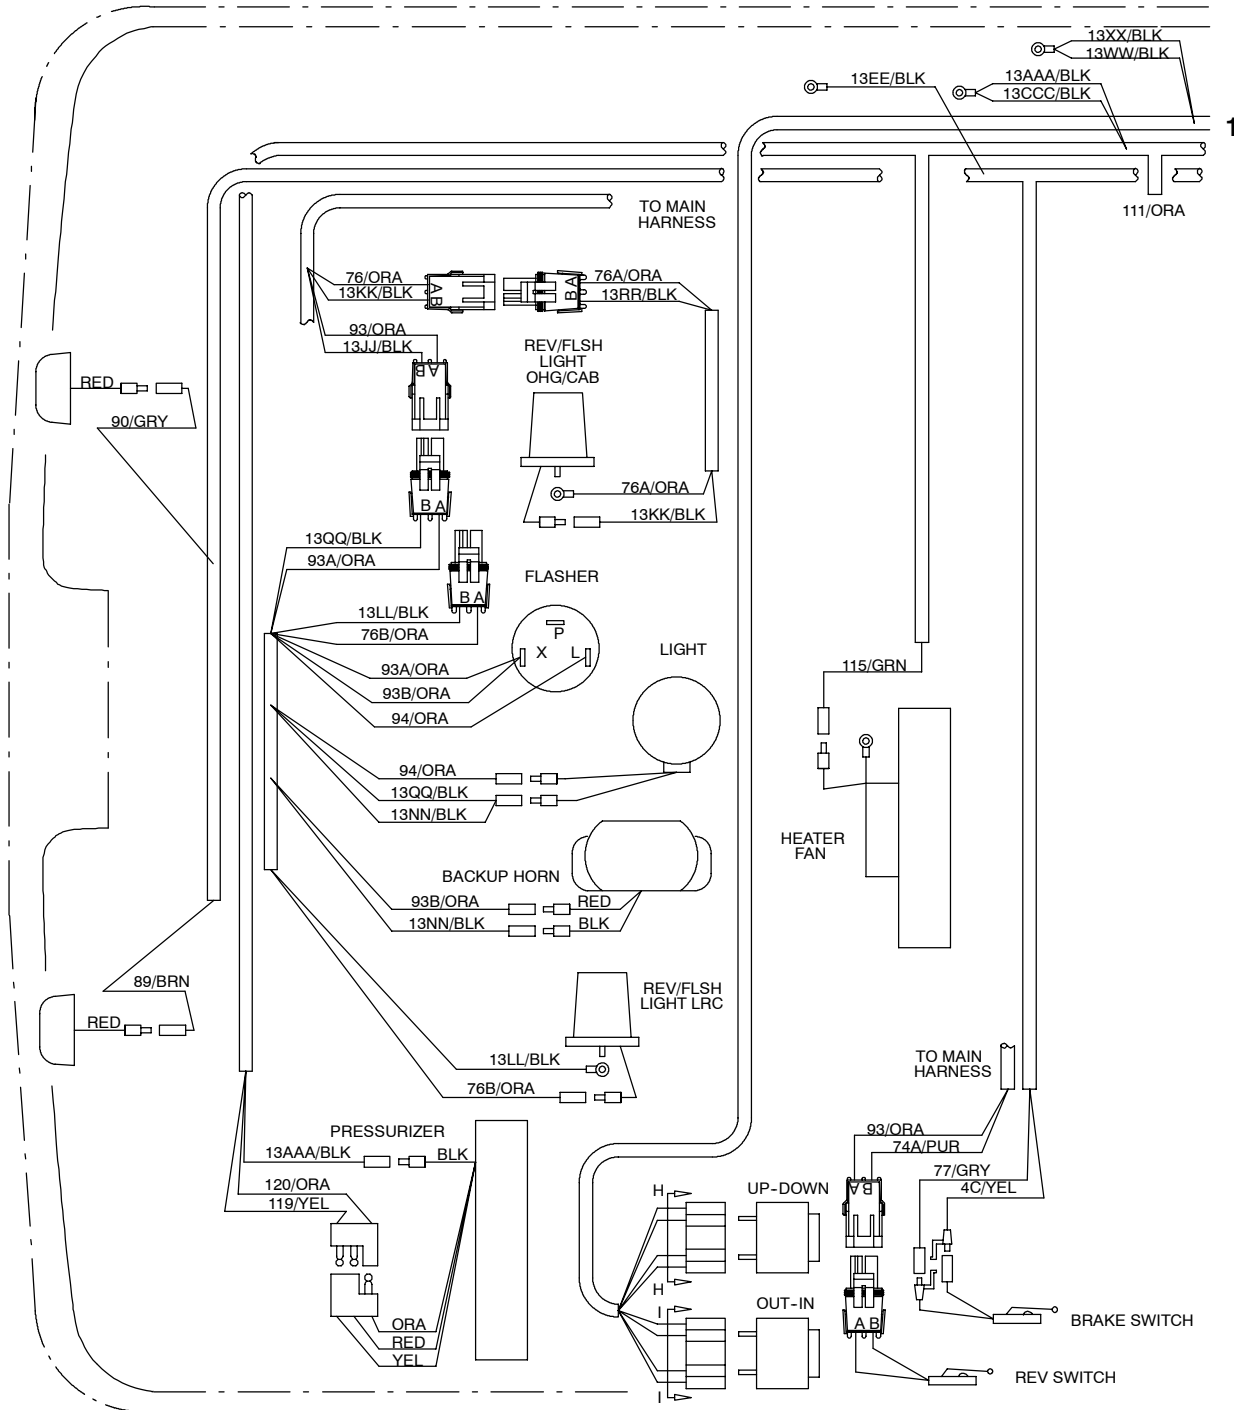 13XX/BLK
13WW/BLK
13EE/BLK
13AAA/BLK
13CCC/BLK
1
TO MAIN
HARNESS
111/ORA
76/ORA
13KK/BLK
A
B
A
B
76A/ORA
13RR/BLK
93/ORA
13JJ/BLK
B
A
REV/FLSH
LIGHT
OHG/CAB
RED
90/GRY
76A/ORA
13KK/BLK
B A
13QQ/BLK
93A/ORA
B A
FLASHER
13LL/BLK
76B/ORA
P
X
L
LIGHT
93A/ORA
93B/ORA
94/ORA
115/GRN
94/ORA
13QQ/BLK
13NN/BLK
HEATER
FAN
BACKUP HORN
93B/ORA
RED
13NN/BLK
BLK
89/BRN
RED
REV/FLSH
LIGHT LRC
13LL/BLK
76B/ORA
TO MAIN
HARNESS
PRESSURIZER
13AAA/BLK
BLK
120/ORA
119/YEL
93/ORA
74A/PUR
77/GRY
4C/YEL
A
B
H
UP-DOWN
H
I
OUT-IN
A B
BRAKE SWITCH
ORA
RED
YEL
REV SWITCH
I